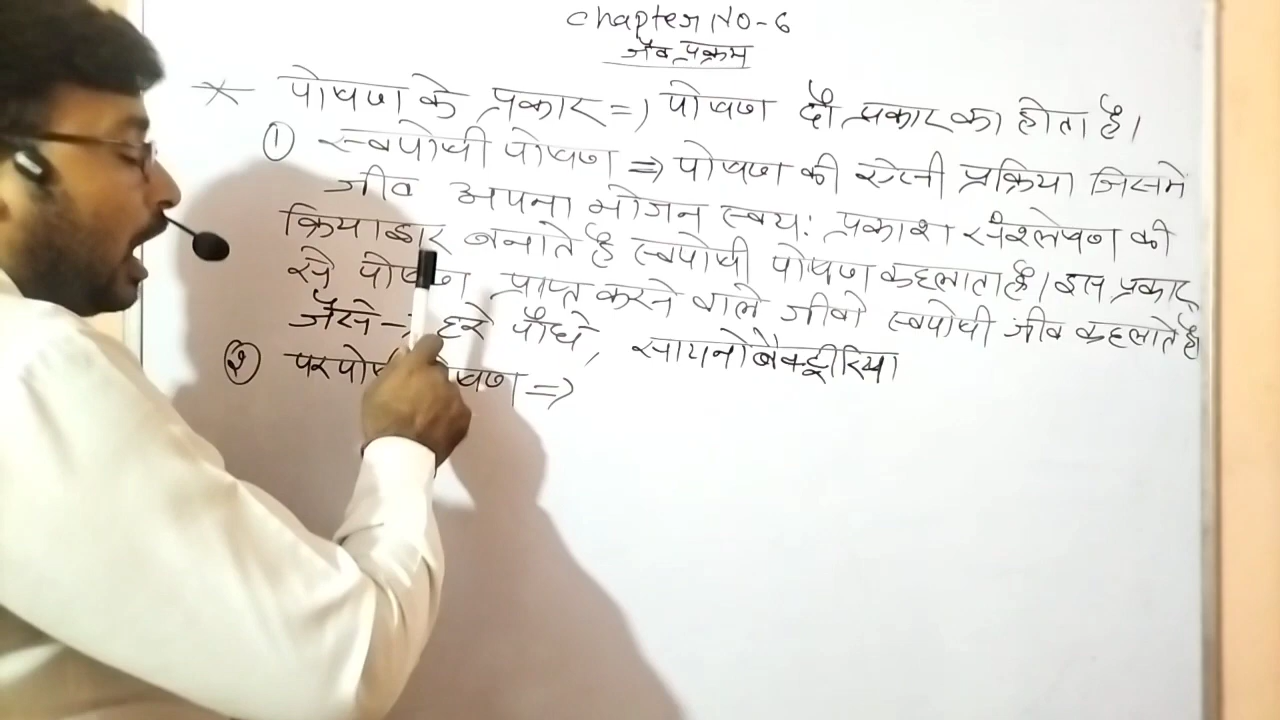 Chapter No-6
जैव प्रक्रम
* पोषण के प्रकार => पोषण दो प्रकार का होता है।
① स्वपोषी पोषण => पोषण की ऐसी प्रक्रिया जिसमे
जीव अपना भोजन स्वय: प्रकाश संश्लेषण की
क्रिया द्वार बनाते है स्वपोषी पोषण कहलाता है। इस प्रकार
से पोषण प्राप्त करने वाले जीवो स्वपोषी जीव कहलाते है
जैसे-> हरे पौधे, सायनोबैक्ट्रीरिया
② परपोषी पोषण =>